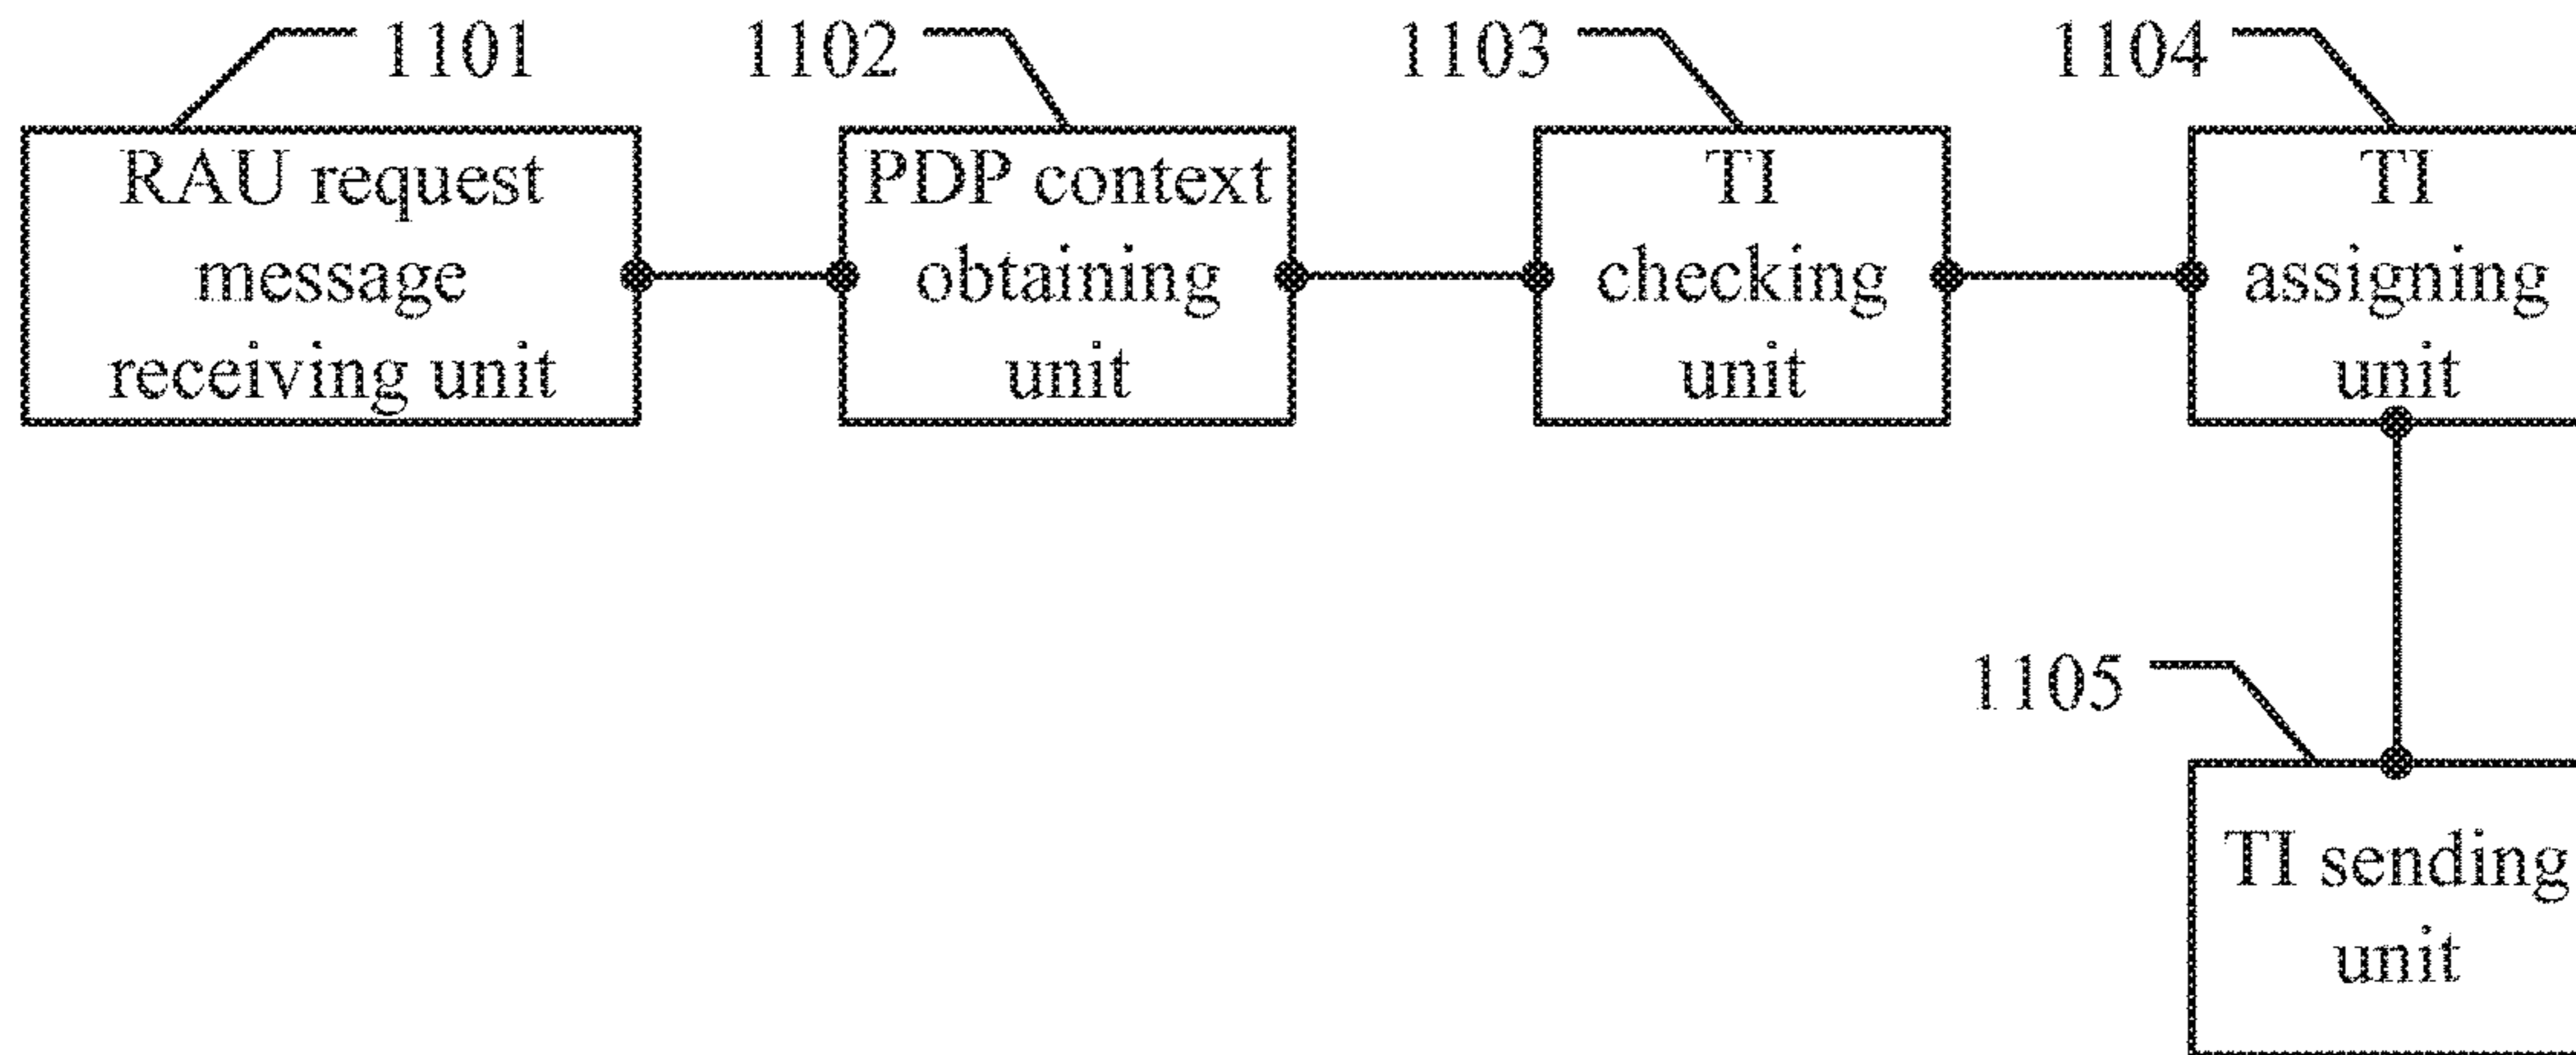 1101
1102
1103
1104
RAU request
message
receiving unit
PDP context
obtaining
unit
TI
checking
unit
TI
assigning
unit
1105
TI sending
unit